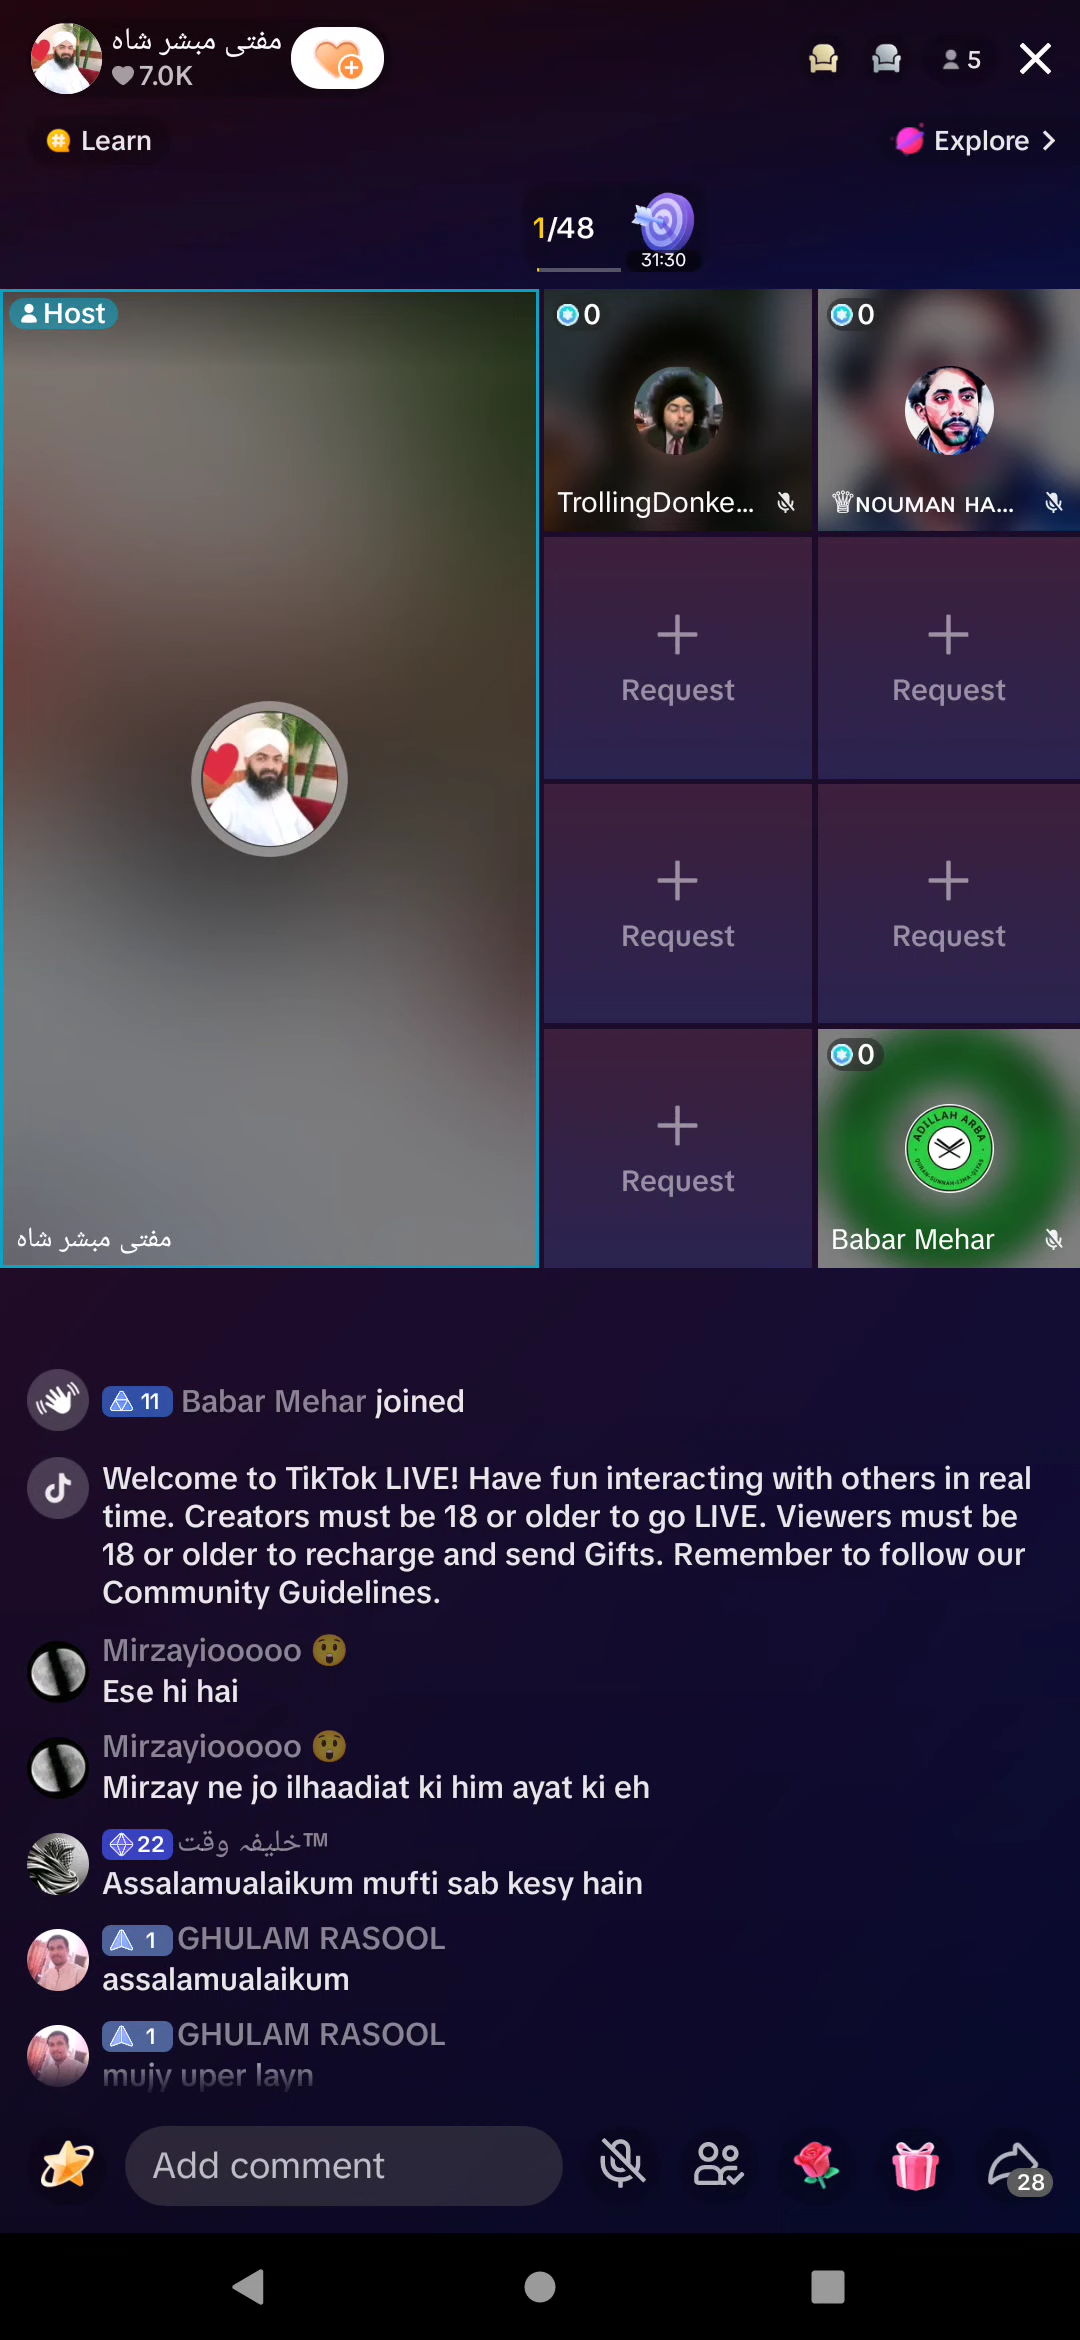 مفتی مبشر شاہ
7.0K
5
Learn
Explore
1/48
31:30
Host
0
0
TrollingDonke...
♕ɴᴏᴜᴍᴀɴ ʜᴀ...
Request
Request
Request
Request
Request
0
ADILLAH ARBA
Babar Mehar
مفتی مبشر شاہ
11 Babar Mehar joined
Welcome to TikTok LIVE! Have fun interacting with others in real
time. Creators must be 18 or older to go LIVE. Viewers must be
18 or older to recharge and send Gifts. Remember to follow our
Community Guidelines.
Mirzayiooooo 😲
Ese hi hai
Mirzayiooooo 😲
Mirzay ne jo ilhaadiat ki him ayat ki eh
22 خلیفہ وقت™
Assalamualaikum mufti sab kesy hain
1 GHULAM RASOOL
assalamualaikum
1 GHULAM RASOOL
mujy uper layn
Add comment
28